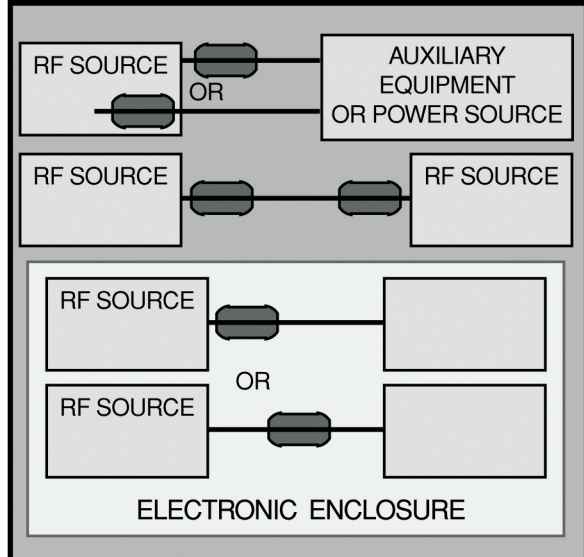 RF SOURCE
OR
AUXILIARY
EQUIPMENT
OR POWER SOURCE
RF SOURCE
RF SOURCE
RF SOURCE
OR
RF SOURCE
ELECTRONIC ENCLOSURE